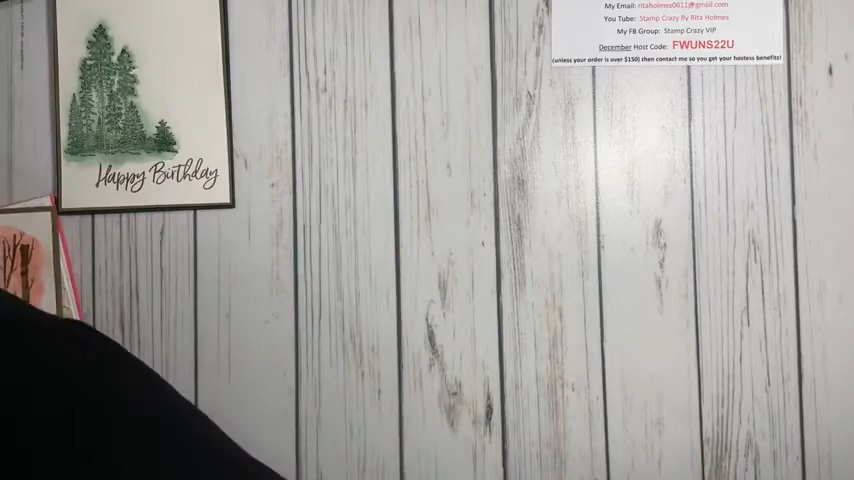 My Email: ritaholmes0611@gmail.com
You Tube: Stamp Crazy By Rita Holmes
My FB Group: Stamp Crazy VIP
December Host Code: FWUNS22U
(unless your order is over $150) then contact me so you get your hostess benefits!
Happy Birthday